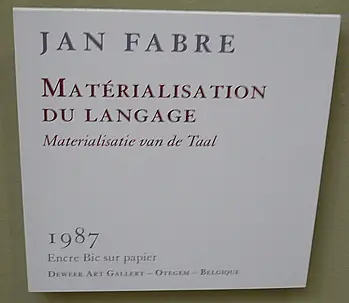 JAN FABRE
MATÉRIALISATION
DU LANGAGE
Materialisatie van de Taal
1987
Encre Bic sur papier
DEWEER ART GALLERY – OTEGEM – BELGIQUE